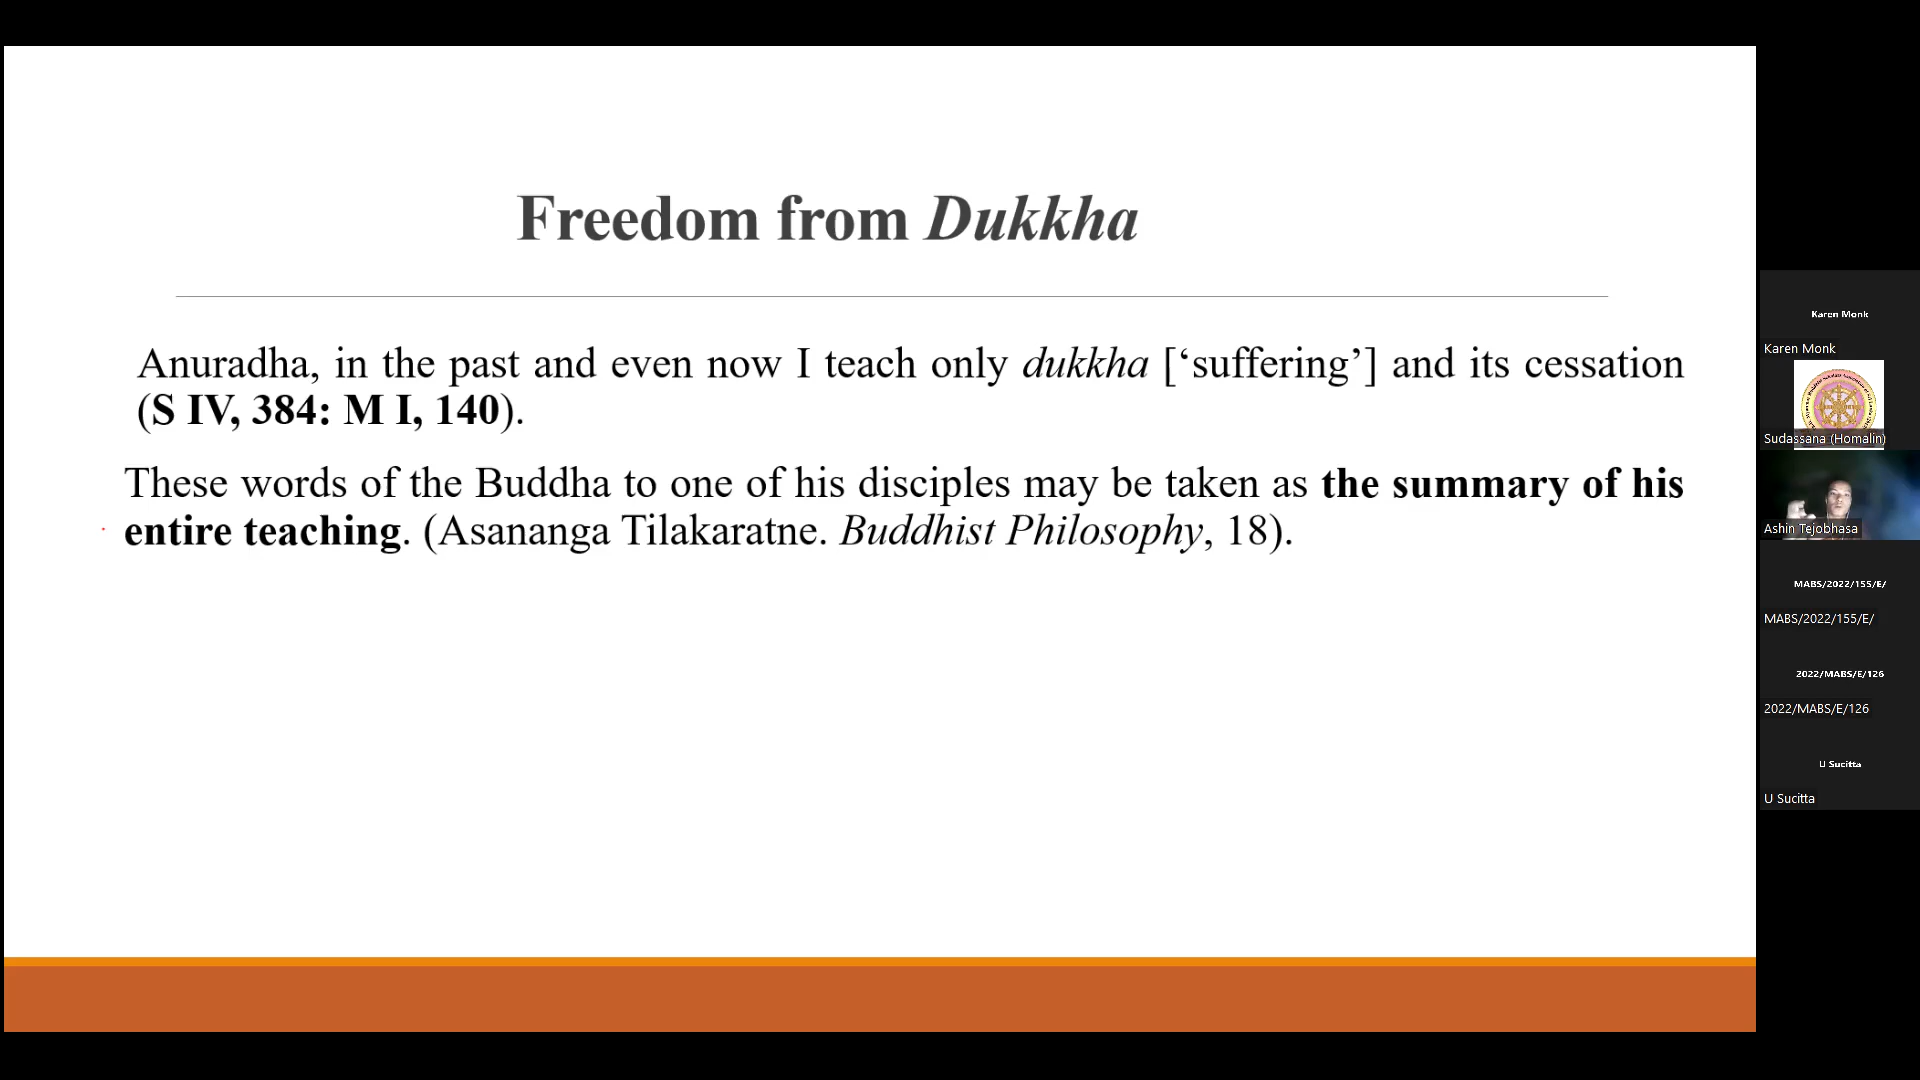 Freedom from Dukkha
Anuradha, in the past and even now I teach only dukkha [‘suffering’] and its cessation
(S IV, 384: M I, 140).
These words of the Buddha to one of his disciples may be taken as the summary of his
entire teaching. (Asananga Tilakaratne. Buddhist Philosophy, 18).
Karen Monk
Karen Monk
Sudassana (Homalin)
Ashin Tejobhasa
MABS/2022/155/E/
MABS/2022/155/E/
2022/MABS/E/126
2022/MABS/E/126
U Sucitta
U Sucitta